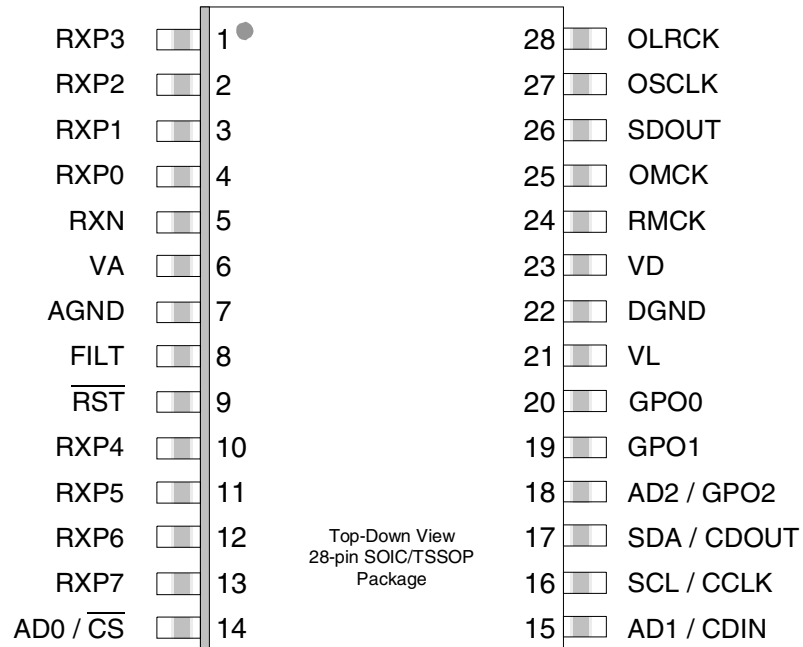 RXP3 1 28 OLRCK
RXP2 2 27 OSCLK
RXP1 3 26 SDOUT
RXP0 4 25 OMCK
RXN 5 24 RMCK
VA 6 23 VD
AGND 7 22 DGND
FILT 8 21 VL
RST 9 20 GPO0
RXP4 10 19 GPO1
RXP5 11 18 AD2 / GPO2
RXP6 12 17 SDA / CDOUT
RXP7 13 16 SCL / CCLK
AD0 / CS 14 15 AD1 / CDIN
Top-Down View
28-pin SOIC/TSSOP
Package